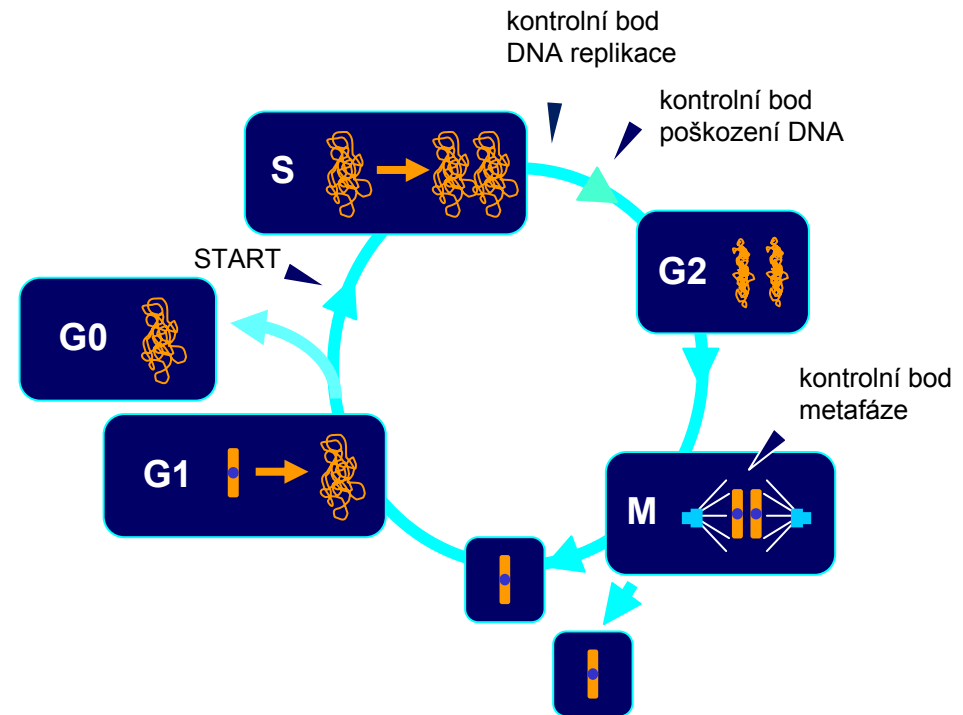 kontrolní bod
DNA replikace
kontrolní bod
poškození DNA
S
START
G2
G0
kontrolní bod
metafáze
G1
M